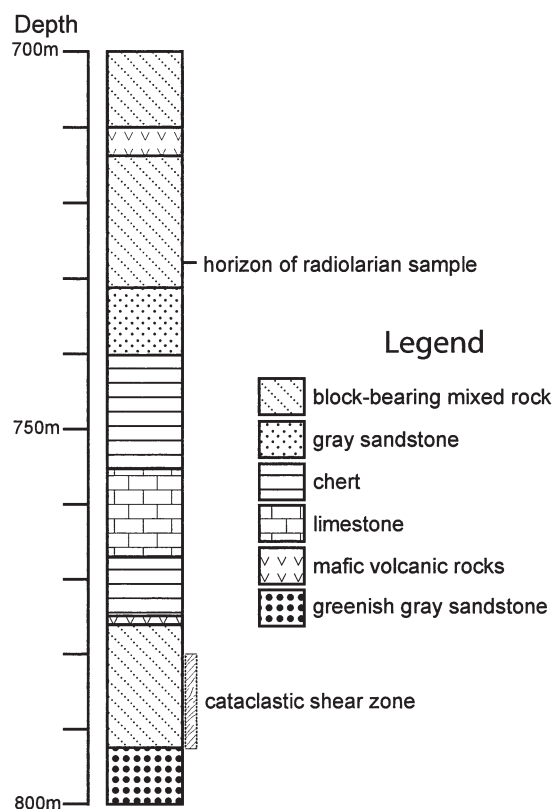 Depth
700m
horizon of radiolarian sample
Legend
block-bearing mixed rock
750m
gray sandstone
chert
limestone
mafic volcanic rocks
greenish gray sandstone
cataclastic shear zone
800m